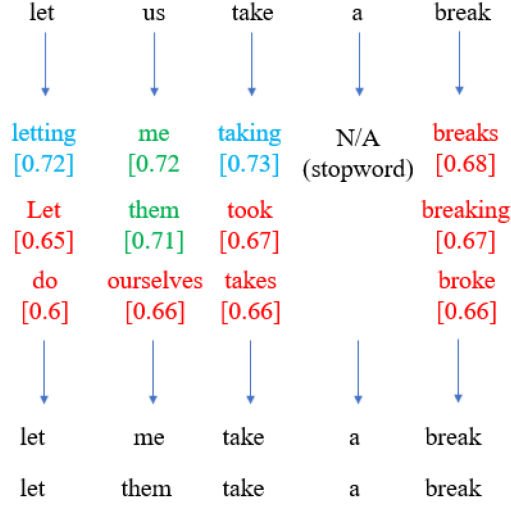 let us take a break
letting me taking N/A breaks
[0.72] [0.72 [0.73] (stopword) [0.68]
Let them took breaking
[0.65] [0.71] [0.67] [0.67]
do ourselves takes broke
[0.6] [0.66] [0.66] [0.66]
let me take a break
let them take a break